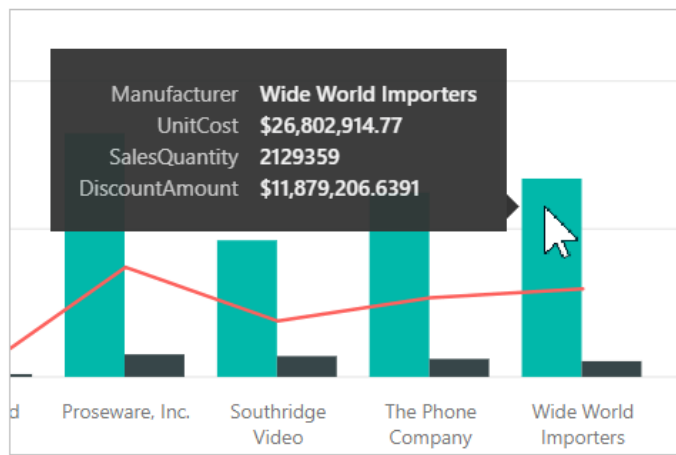 Manufacturer Wide World Importers
UnitCost $26,802,914.77
SalesQuantity 2129359
DiscountAmount $11,879,206.6391
d Proseware, Inc. Southridge The Phone Wide World
Video Company Importers